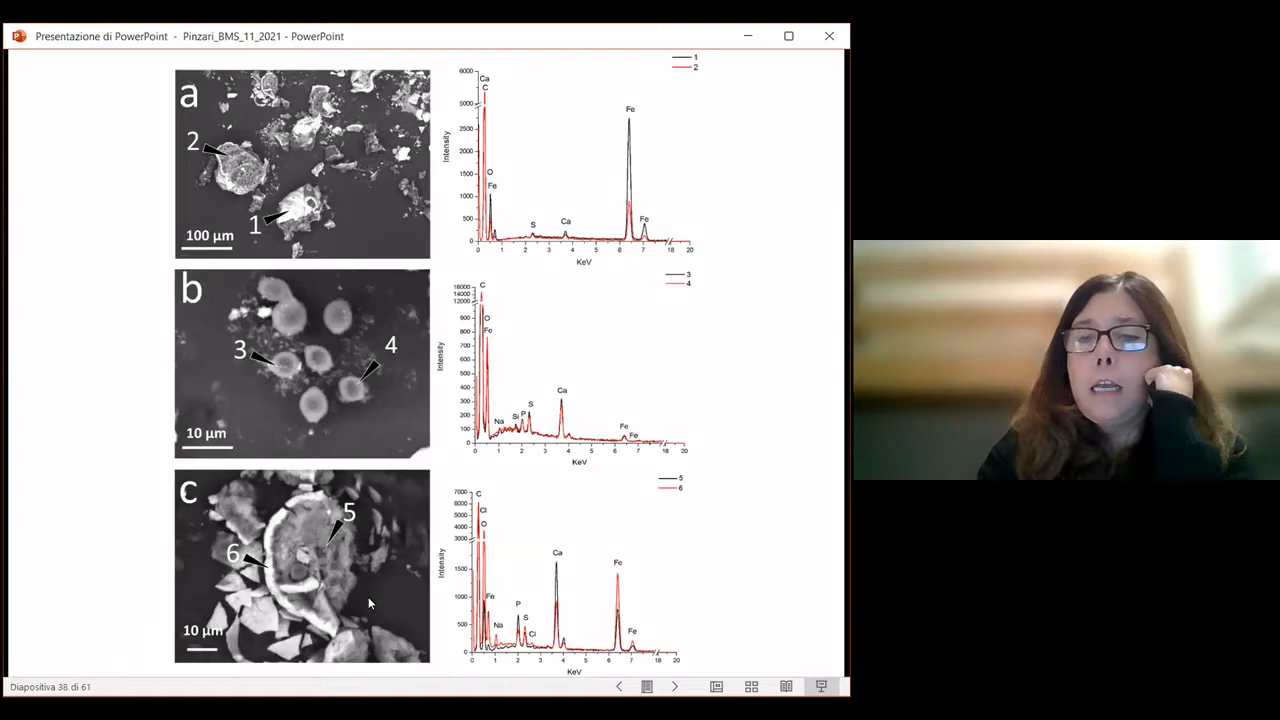 Presentazione di PowerPoint - Pinzari_BMS_11_2021 - PowerPoint
a
2
1
100 µm
1
2
6000
5000
2500
2000
1500
1000
500
0
Intensity
Ca
C
O
Fe
S
Ca
Fe
Fe
0 1 2 3 4 5 6 7 18 20
KeV
b
3
4
10 µm
3
4
16000
14000
12000
900
800
700
600
500
400
300
200
100
0
Intensity
C
O
Fe
Na
Si
P
S
Ca
Fe
Fe
0 1 2 3 4 5 6 7 18 20
KeV
c
5
6
10 µm
5
6
7000
6000
5000
4000
3000
1500
1000
500
0
Intensity
C
Cl
O
Fe
Na
P
S
Cl
Ca
Fe
Fe
0 1 2 3 4 5 6 7 18 20
KeV
Diapositiva 38 di 61